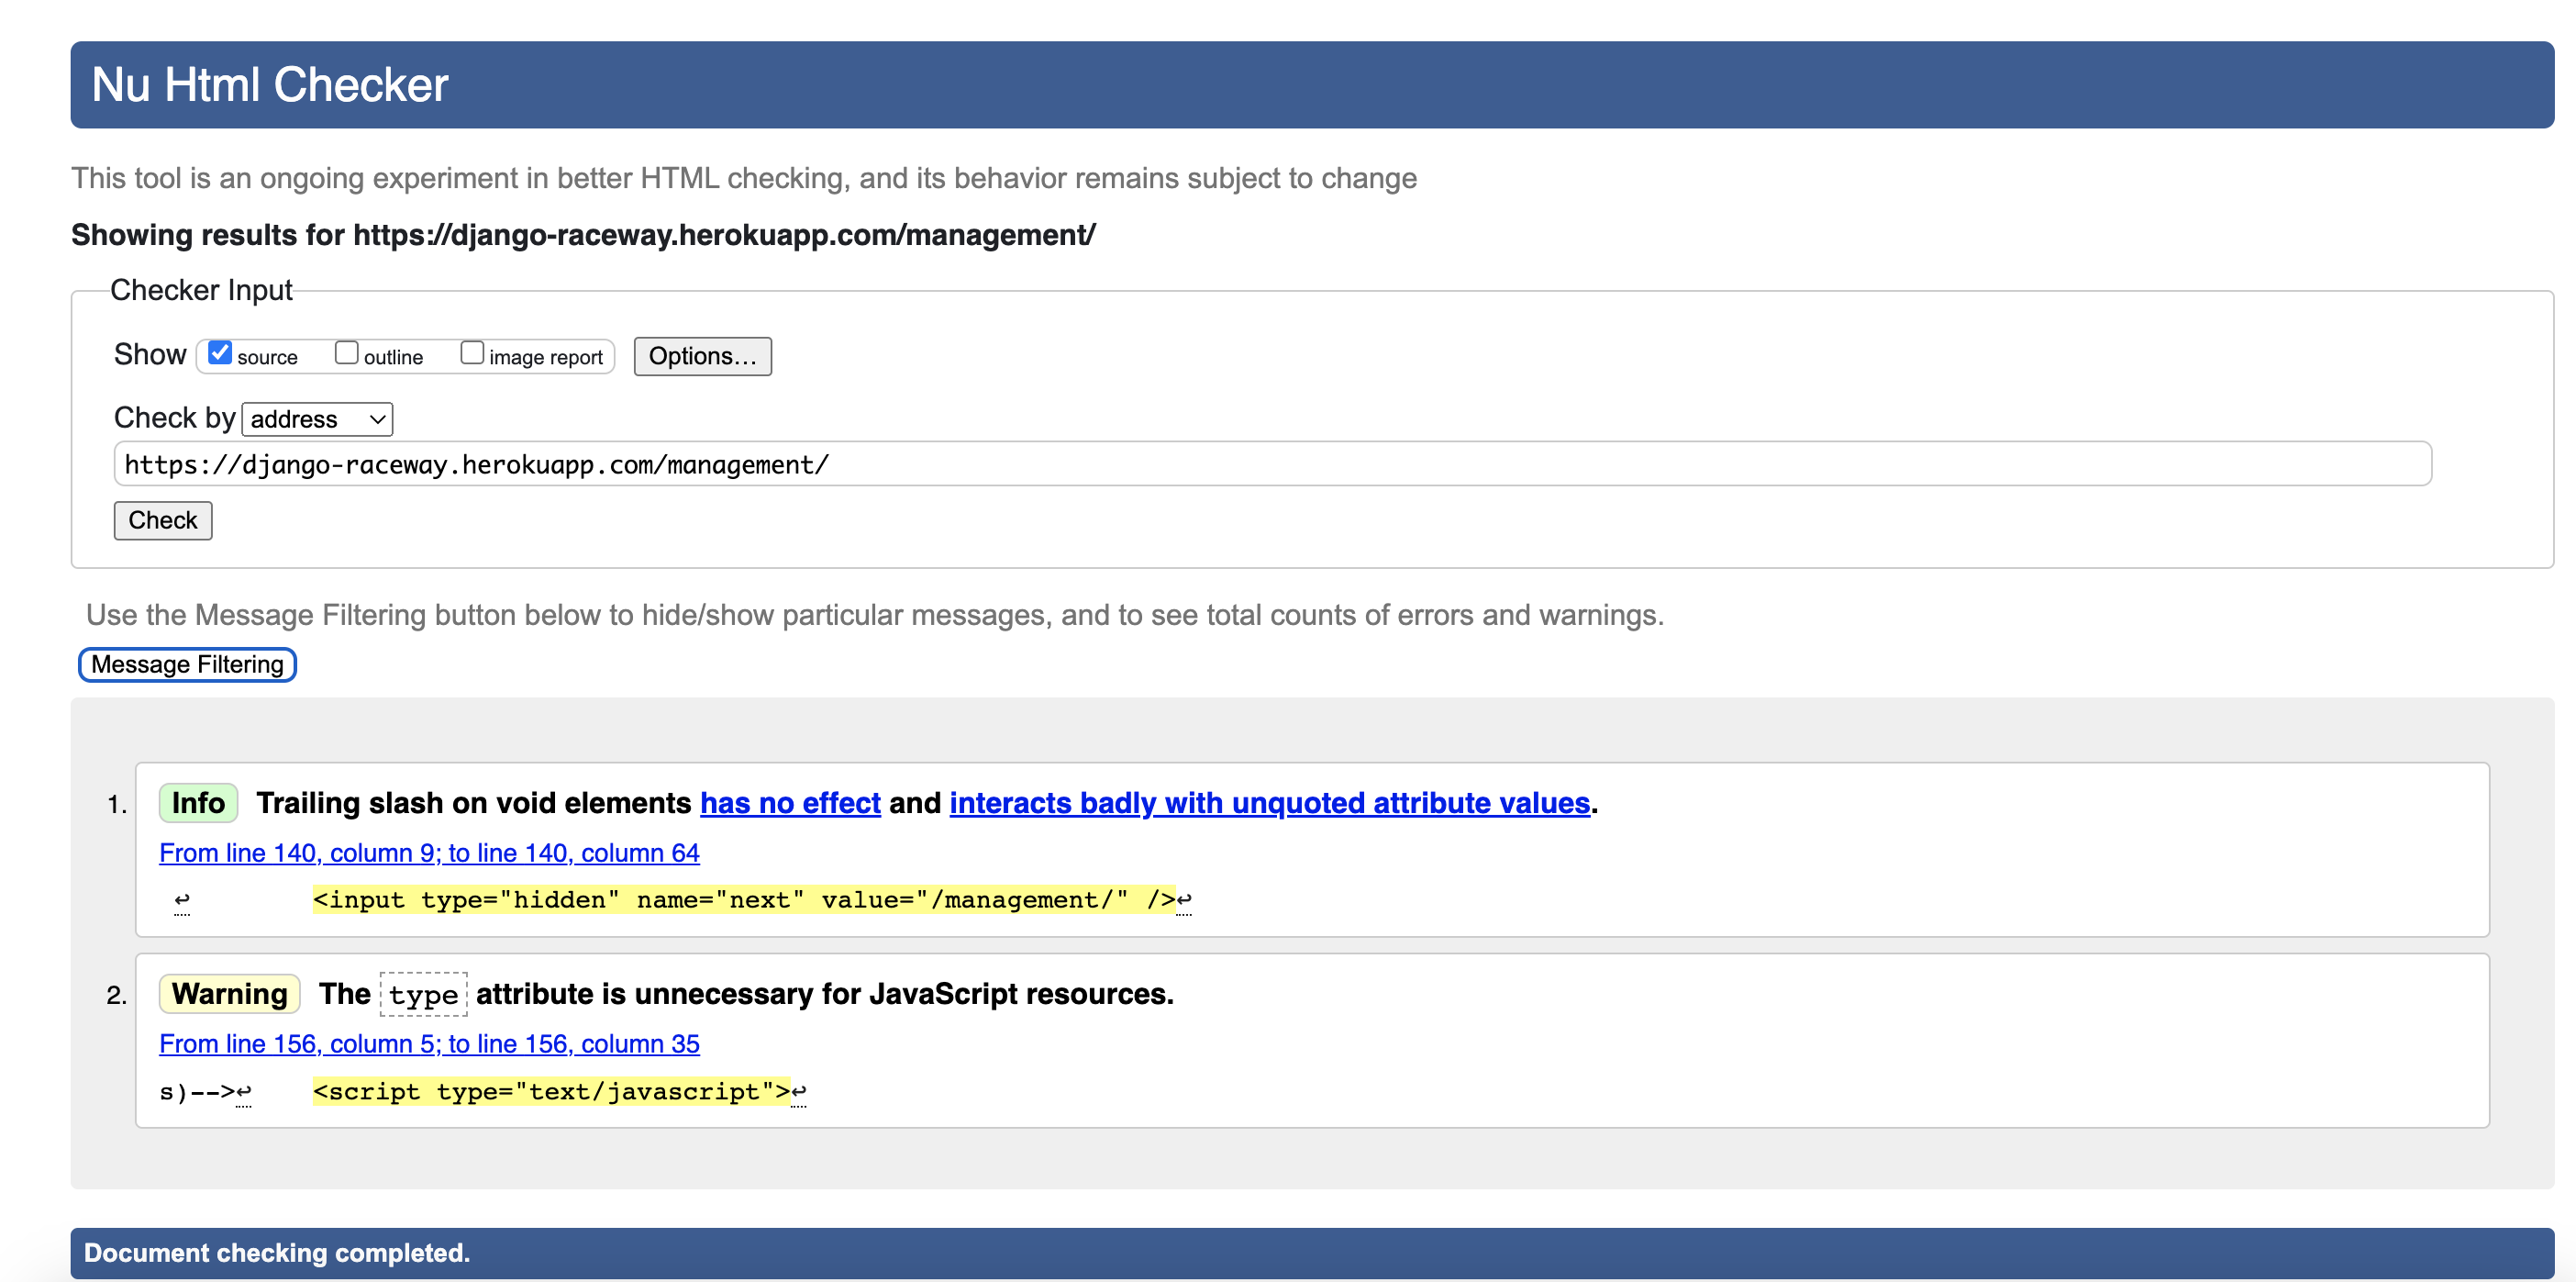 Nu Html Checker
This tool is an ongoing experiment in better HTML checking, and its behavior remains subject to change
Showing results for https://django-raceway.herokuapp.com/management/
Checker Input
Show source outline image report Options…
Check by address
https://django-raceway.herokuapp.com/management/
Check
Use the Message Filtering button below to hide/show particular messages, and to see total counts of errors and warnings.
Message Filtering
1. Info Trailing slash on void elements has no effect and interacts badly with unquoted attribute values.
From line 140, column 9; to line 140, column 64
↩ <input type="hidden" name="next" value="/management/" />↩
2. Warning The type attribute is unnecessary for JavaScript resources.
From line 156, column 5; to line 156, column 35
s)-->↩ <script type="text/javascript">↩
Document checking completed.